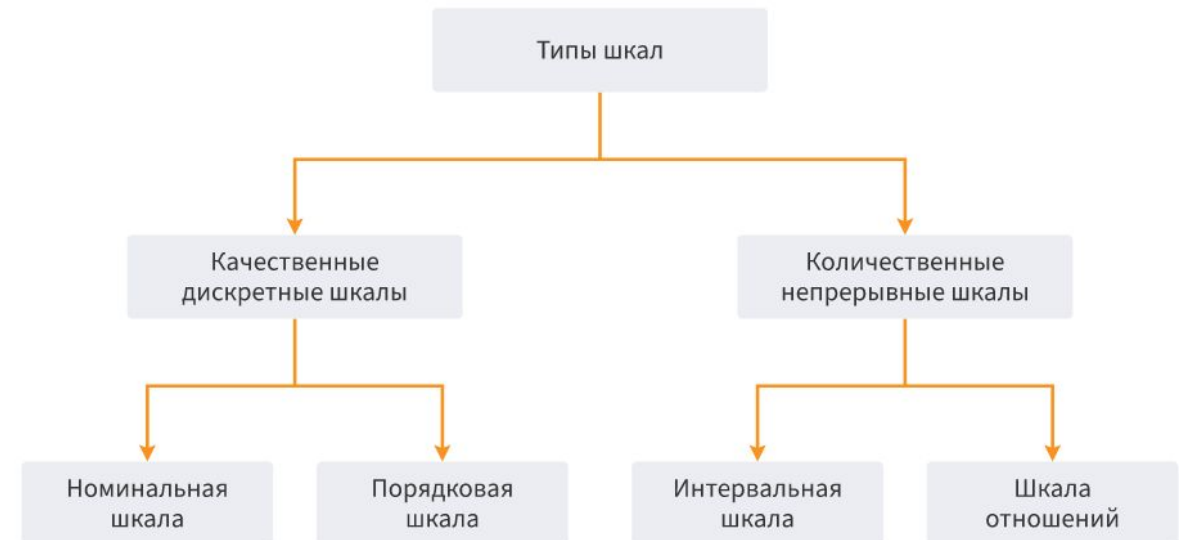 Типы шкал
Качественные
дискретные шкалы
Количественные
непрерывные шкалы
Номинальная
шкала
Порядковая
шкала
Интервальная
шкала
Шкала
отношений